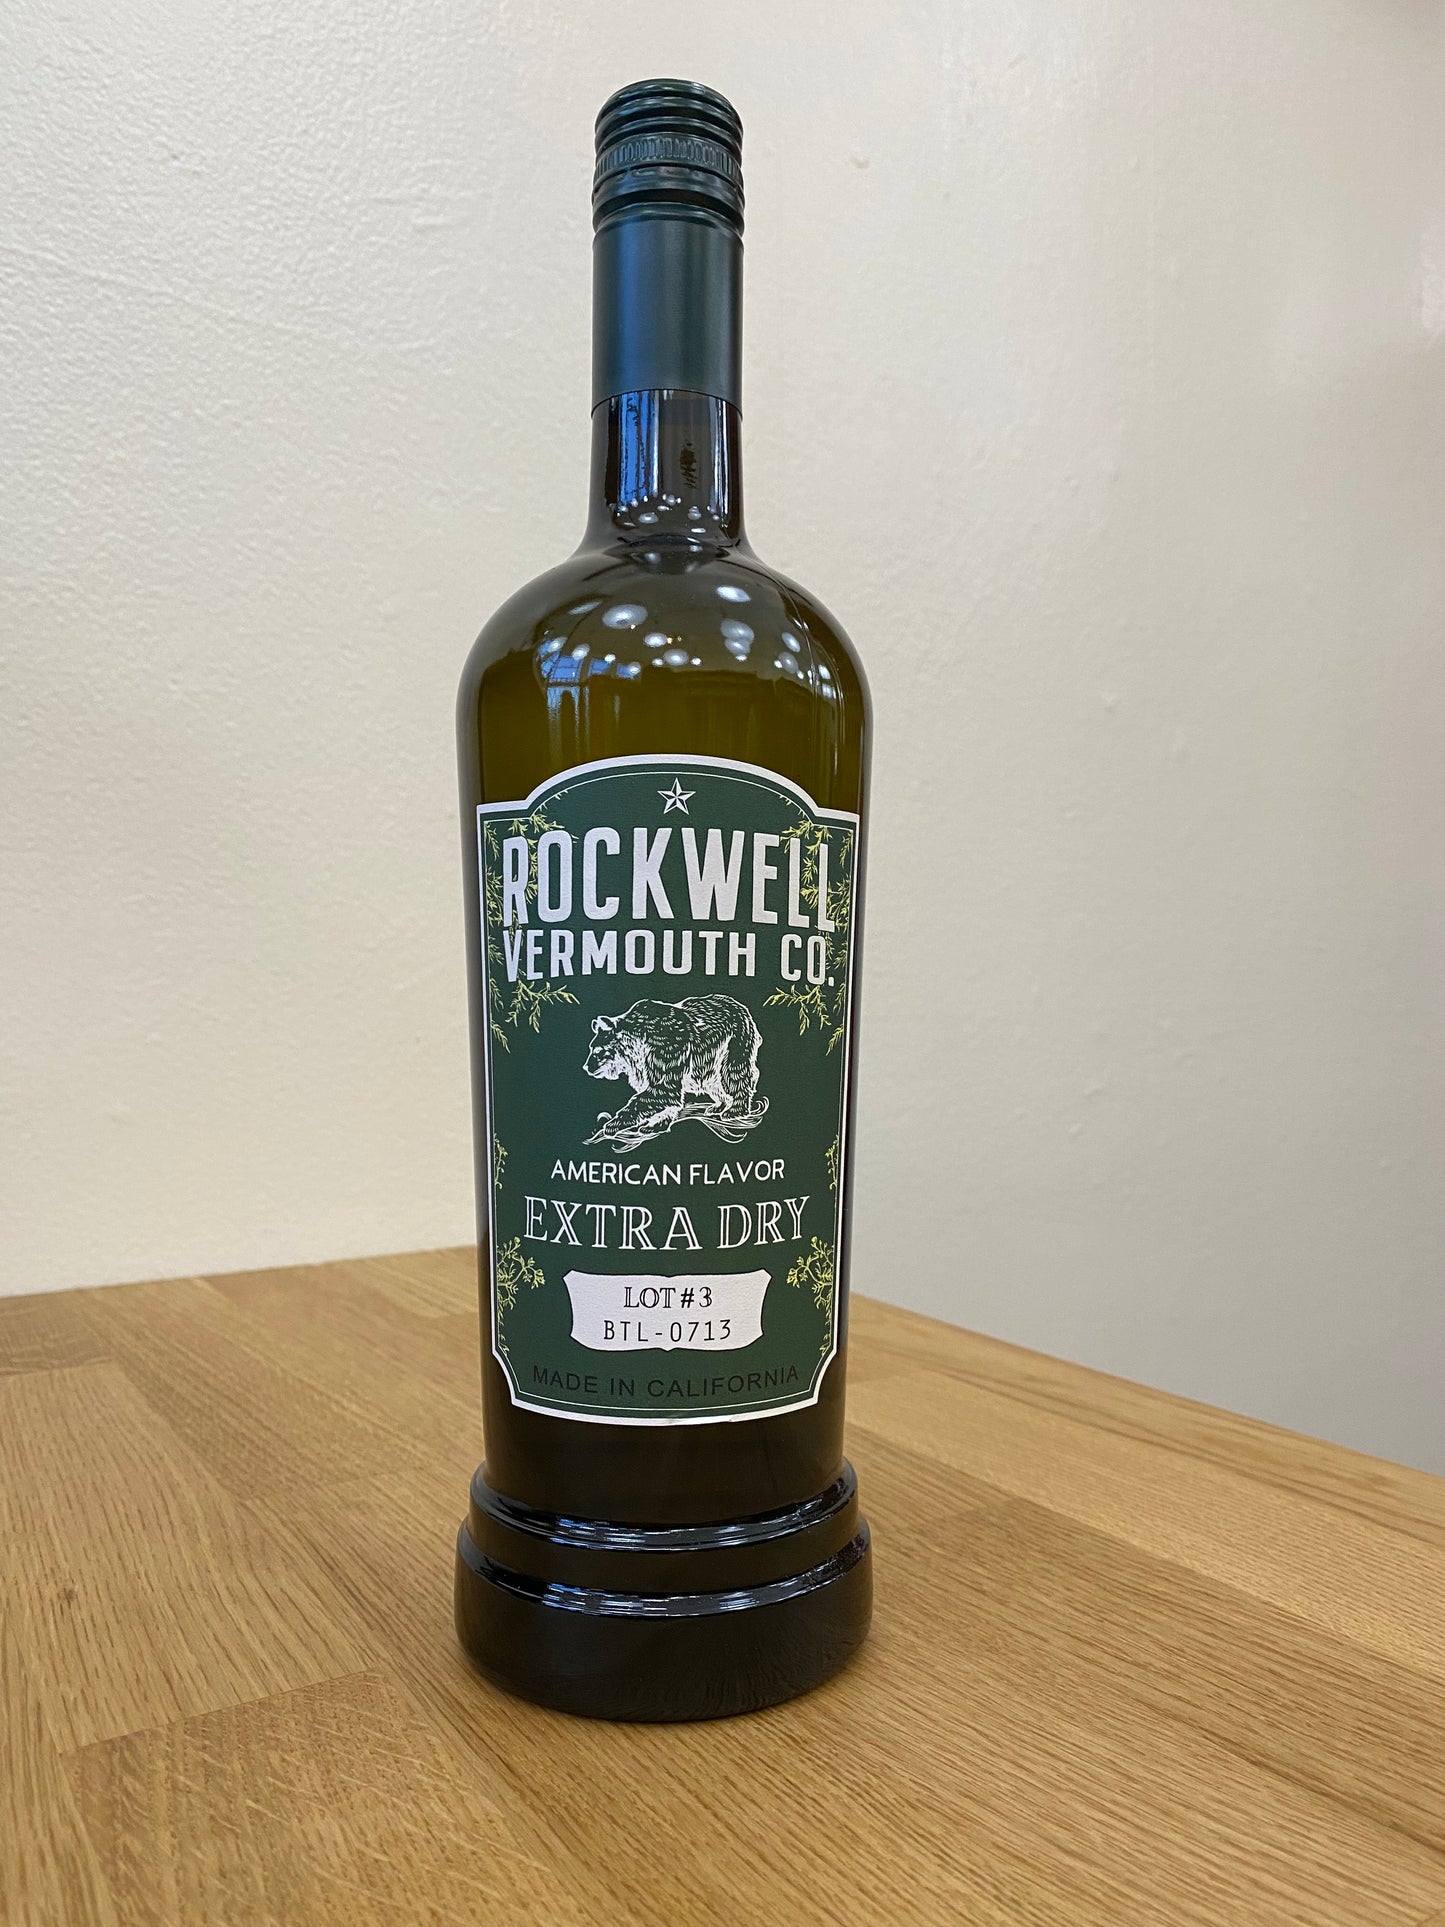 ROCKWELL
VERMOUTH CO.
AMERICAN FLAVOR
EXTRA DRY
LOT #3
BTL-0713
MADE IN CALIFORNIA